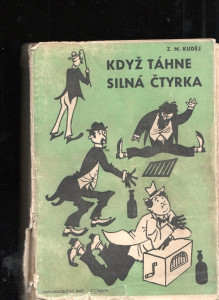 Z. M. KUDĚJ
KDYŽ TÁHNE
SILNÁ ČTYRKA